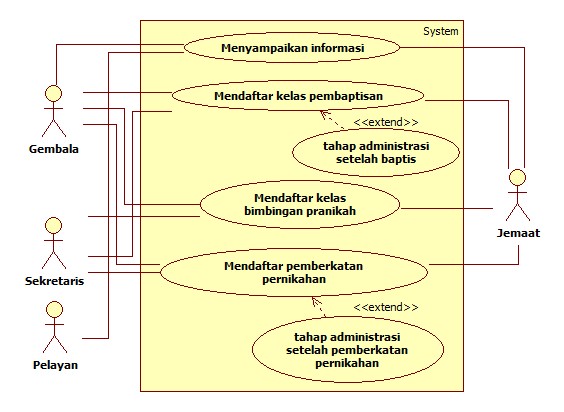 System
Menyampaikan informasi
Mendaftar kelas pembaptisan
<<extend>>
tahap administrasi
setelah baptis
Gembala
Mendaftar kelas
bimbingan pranikah
Jemaat
Mendaftar pemberkatan
pernikahan
Sekretaris
<<extend>>
tahap administrasi
setelah pemberkatan
pernikahan
Pelayan